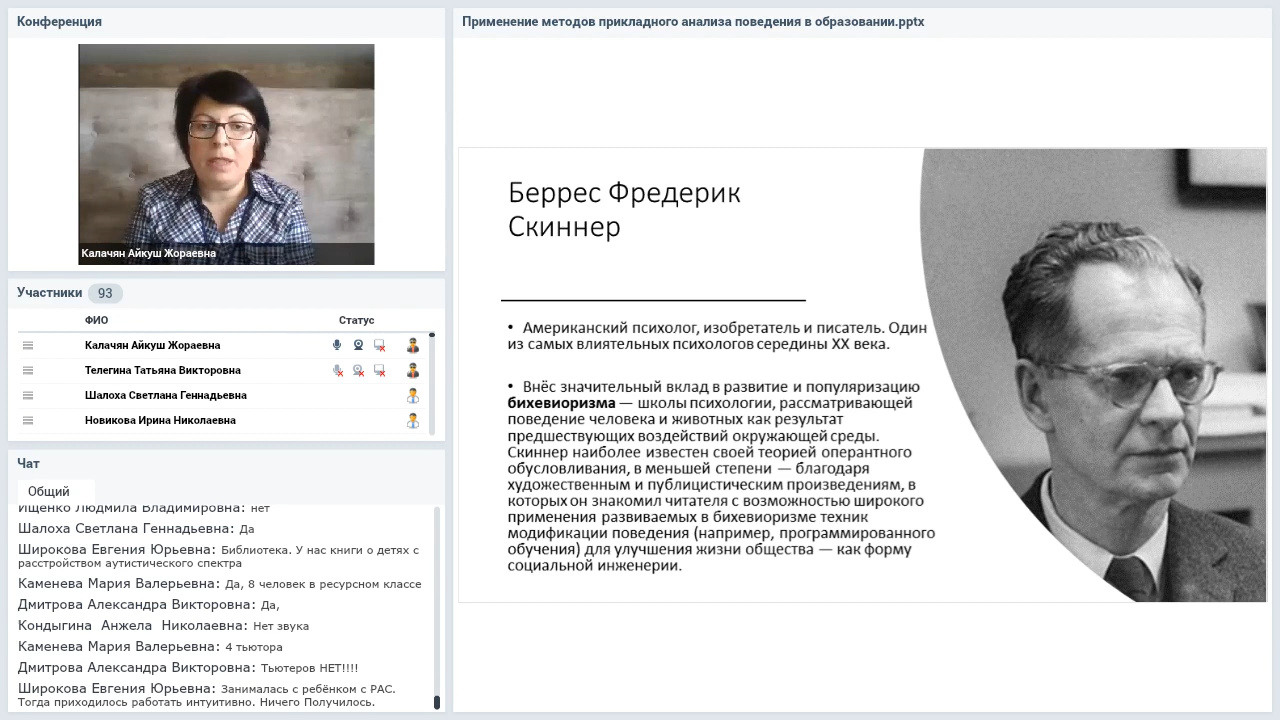 Конференция
Калачян Айкуш Жораевна
Участники 93
ФИО Статус
Калачян Айкуш Жораевна
Телегина Татьяна Викторовна
Шалоха Светлана Геннадьевна
Новикова Ирина Николаевна
Чат
Общий
Ищенко Людмила Владимировна: нет
Шалоха Светлана Геннадьевна: Да
Широкова Евгения Юрьевна: Библиотека. У нас книги о детях с
расстройством аутистического спектра
Каменева Мария Валерьевна: Да, 8 человек в ресурсном классе
Дмитрова Александра Викторовна: Да,
Кондыгина Анжела Николаевна: Нет звука
Каменева Мария Валерьевна: 4 тьютора
Дмитрова Александра Викторовна: Тьютеров НЕТ!!!!
Широкова Евгения Юрьевна: Занималась с ребёнком с РАС.
Тогда приходилось работать интуитивно. Ничего Получилось.
Применение методов прикладного анализа поведения в образовании.pptx
Беррес Фредерик
Скиннер
• Американский психолог, изобретатель и писатель. Один
из самых влиятельных психологов середины XX века.
• Внёс значительный вклад в развитие и популяризацию
бихевиоризма — школы психологии, рассматривающей
поведение человека и животных как результат
предшествующих воздействий окружающей среды.
Скиннер наиболее известен своей теорией оперантного
обусловливания, в меньшей степени — благодаря
художественным и публицистическим произведениям, в
которых он знакомил читателя с возможностью широкого
применения развиваемых в бихевиоризме техник
модификации поведения (например, программированного
обучения) для улучшения жизни общества — как форму
социальной инженерии.